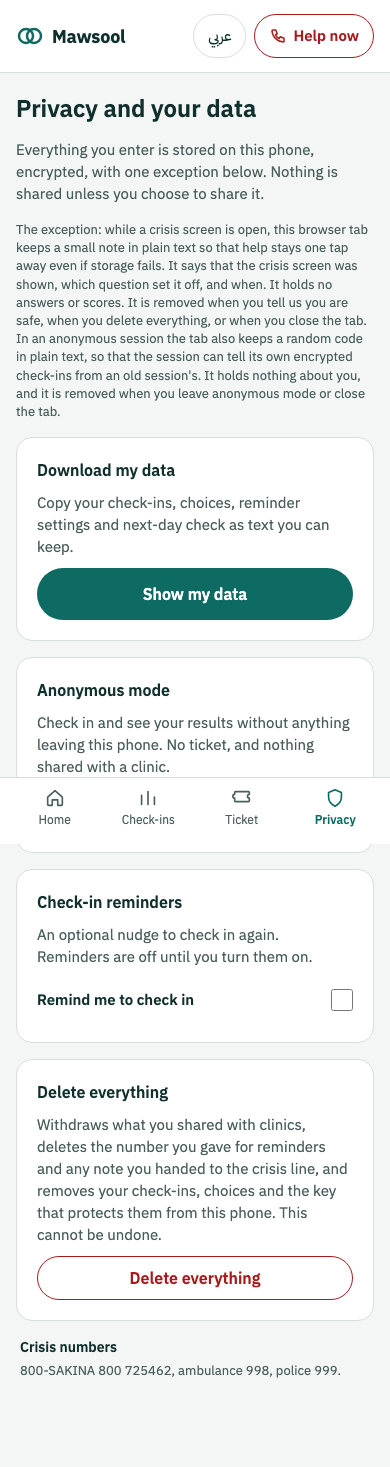 Mawsool
عربي
Help now
Privacy and your data
Everything you enter is stored on this phone,
encrypted, with one exception below. Nothing is
shared unless you choose to share it.
The exception: while a crisis screen is open, this browser tab
keeps a small note in plain text so that help stays one tap
away even if storage fails. It says that the crisis screen was
shown, which question set it off, and when. It holds no
answers or scores. It is removed when you tell us you are
safe, when you delete everything, or when you close the tab.
In an anonymous session the tab also keeps a random code
in plain text, so that the session can tell its own encrypted
check-ins from an old session's. It holds nothing about you,
and it is removed when you leave anonymous mode or close
the tab.
Download my data
Copy your check-ins, choices, reminder
settings and next-day check as text you can
keep.
Show my data
Anonymous mode
Check in and see your results without anything
leaving this phone. No ticket, and nothing
shared with a clinic.
Home
Check-ins
Ticket
Privacy
Check-in reminders
An optional nudge to check in again.
Reminders are off until you turn them on.
Remind me to check in
Delete everything
Withdraws what you shared with clinics,
deletes the number you gave for reminders
and any note you handed to the crisis line, and
removes your check-ins, choices and the key
that protects them from this phone. This
cannot be undone.
Delete everything
Crisis numbers
800-SAKINA 800 725462, ambulance 998, police 999.